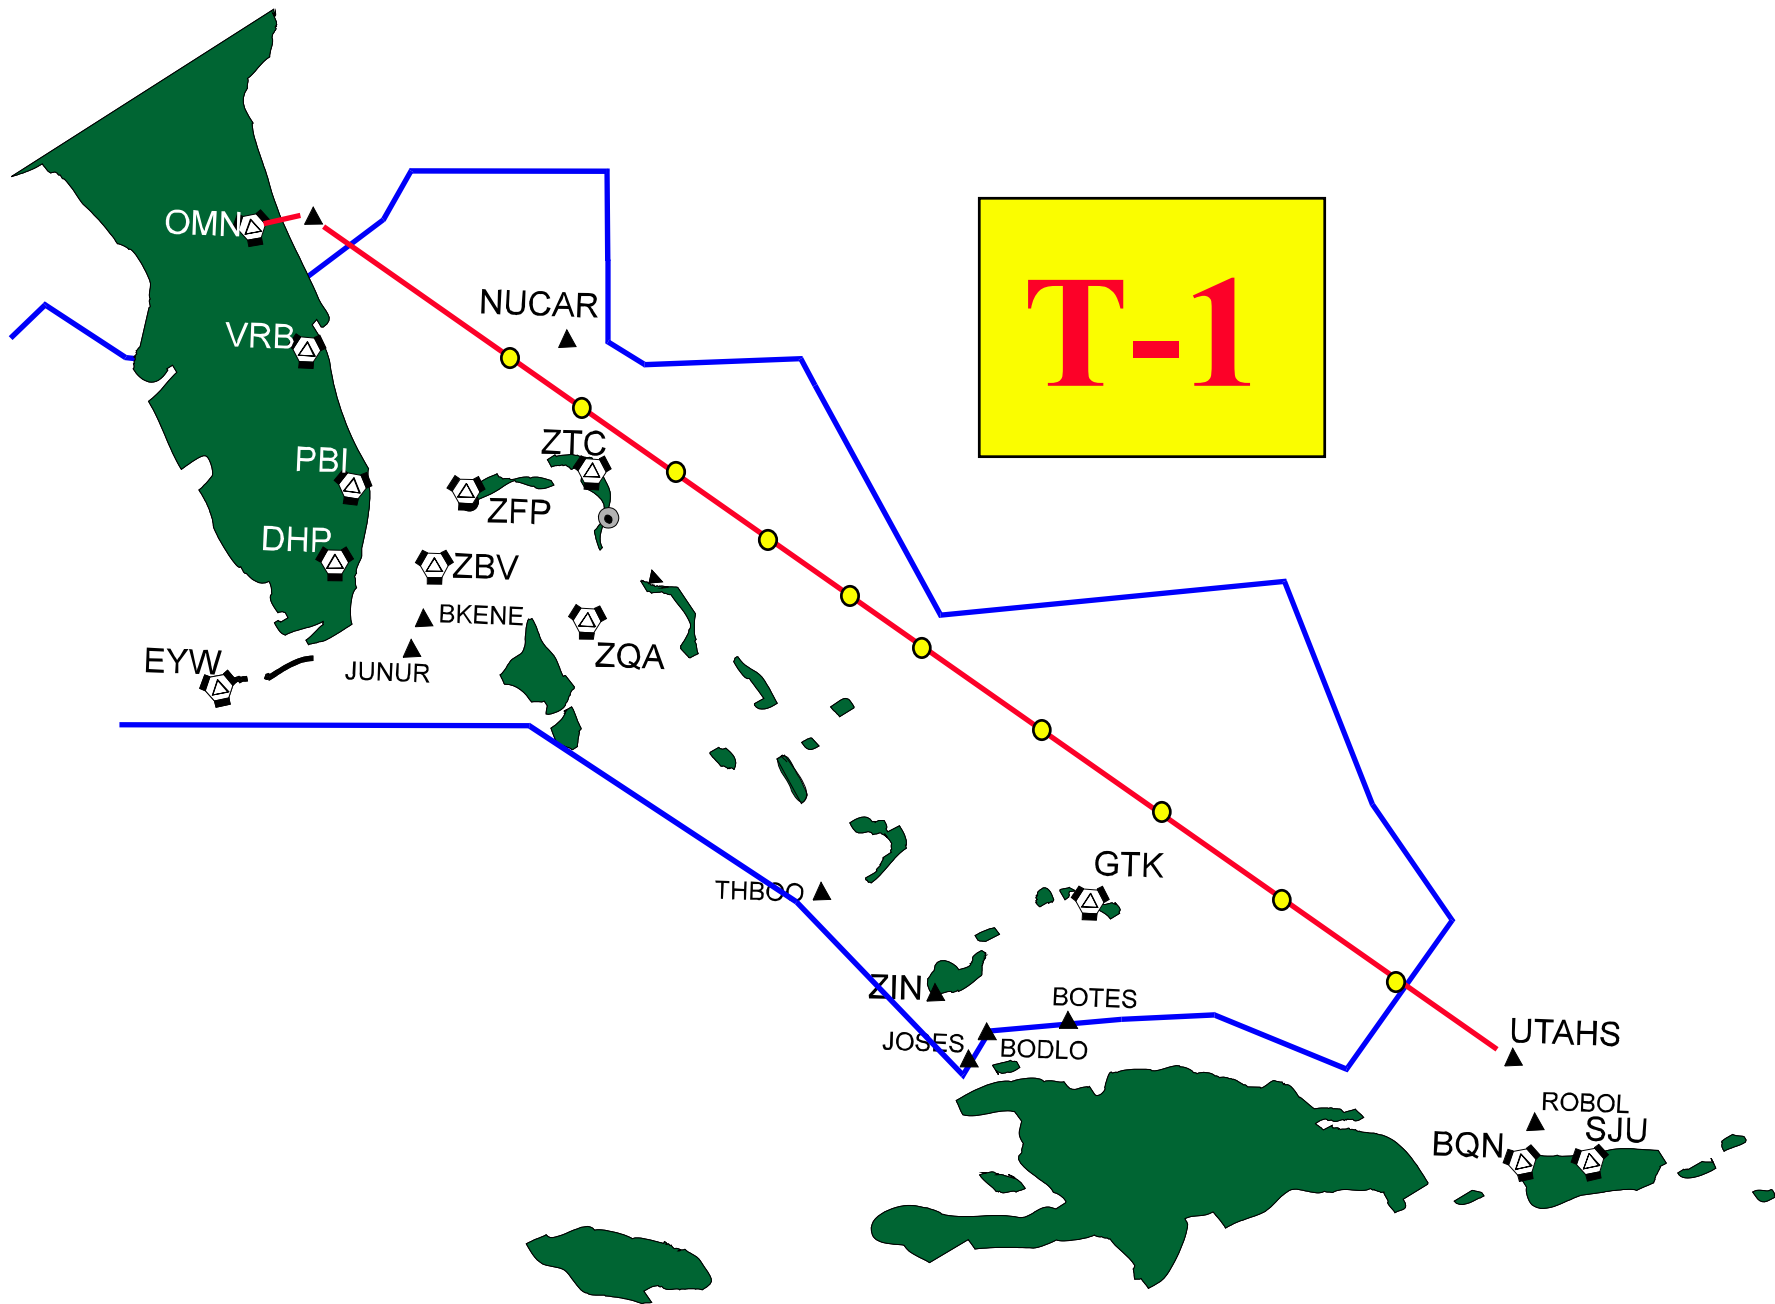 OMN
NUCAR
T-1
VRB
ZTC
PBI
ZFP
DHP
ZBV
BKENE
ZQA
EYW
JUNUR
GTK
THBOO
ZIN
BOTES
UTAHS
JOSES
BODLO
ROBOL
SJU
BQN